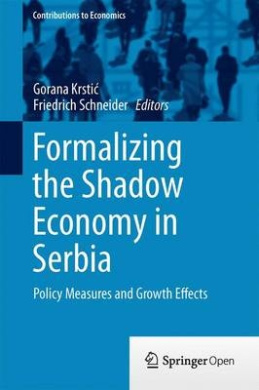 Contributions to Economics
Gorana Krstić
Friedrich Schneider Editors
Formalizing
the Shadow
Economy in
Serbia
Policy Measures and Growth Effects
Springer Open